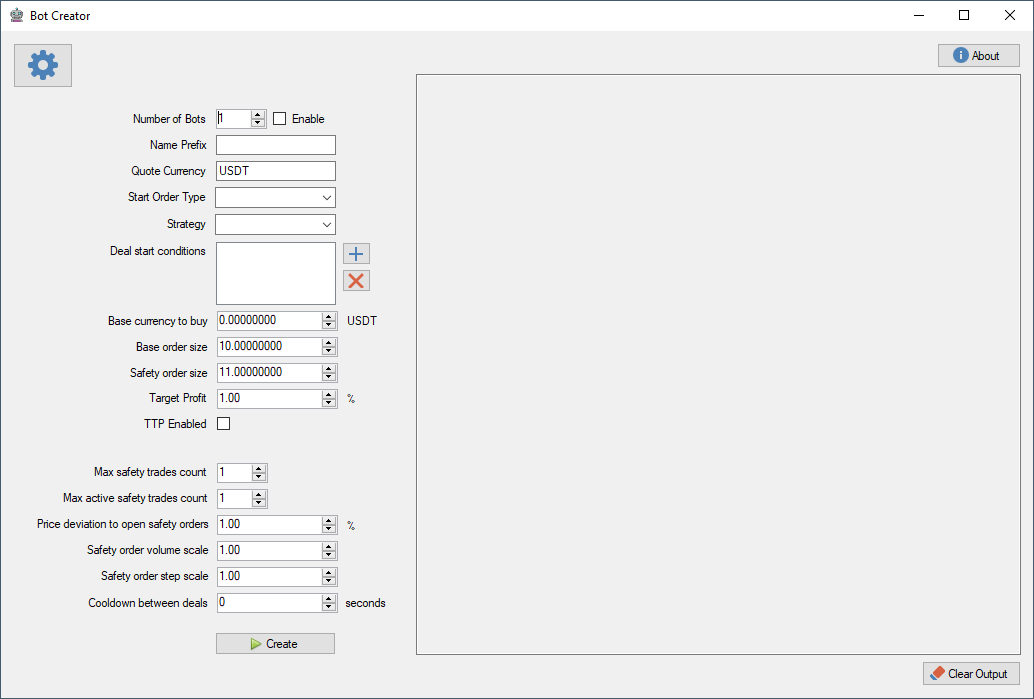 Bot Creator
About
Number of Bots 1 Enable
Name Prefix
Quote Currency USDT
Start Order Type
Strategy
Deal start conditions
Base currency to buy 0.00000000 USDT
Base order size 10.00000000
Safety order size 11.00000000
Target Profit 1.00 %
TTP Enabled
Max safety trades count 1
Max active safety trades count 1
Price deviation to open safety orders 1.00 %
Safety order volume scale 1.00
Safety order step scale 1.00
Cooldown between deals 0 seconds
Create
Clear Output